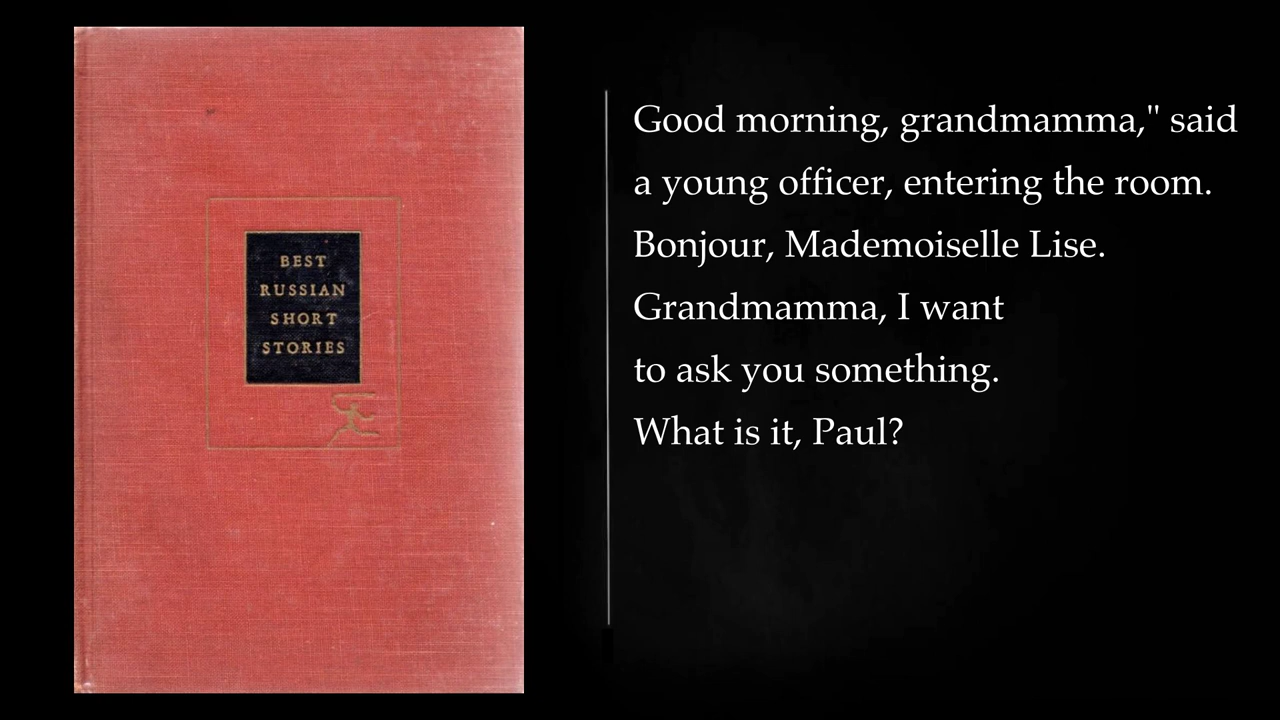 BEST
RUSSIAN
SHORT
STORIES
Good morning, grandmamma," said
a young officer, entering the room.
Bonjour, Mademoiselle Lise.
Grandmamma, I want
to ask you something.
What is it, Paul?